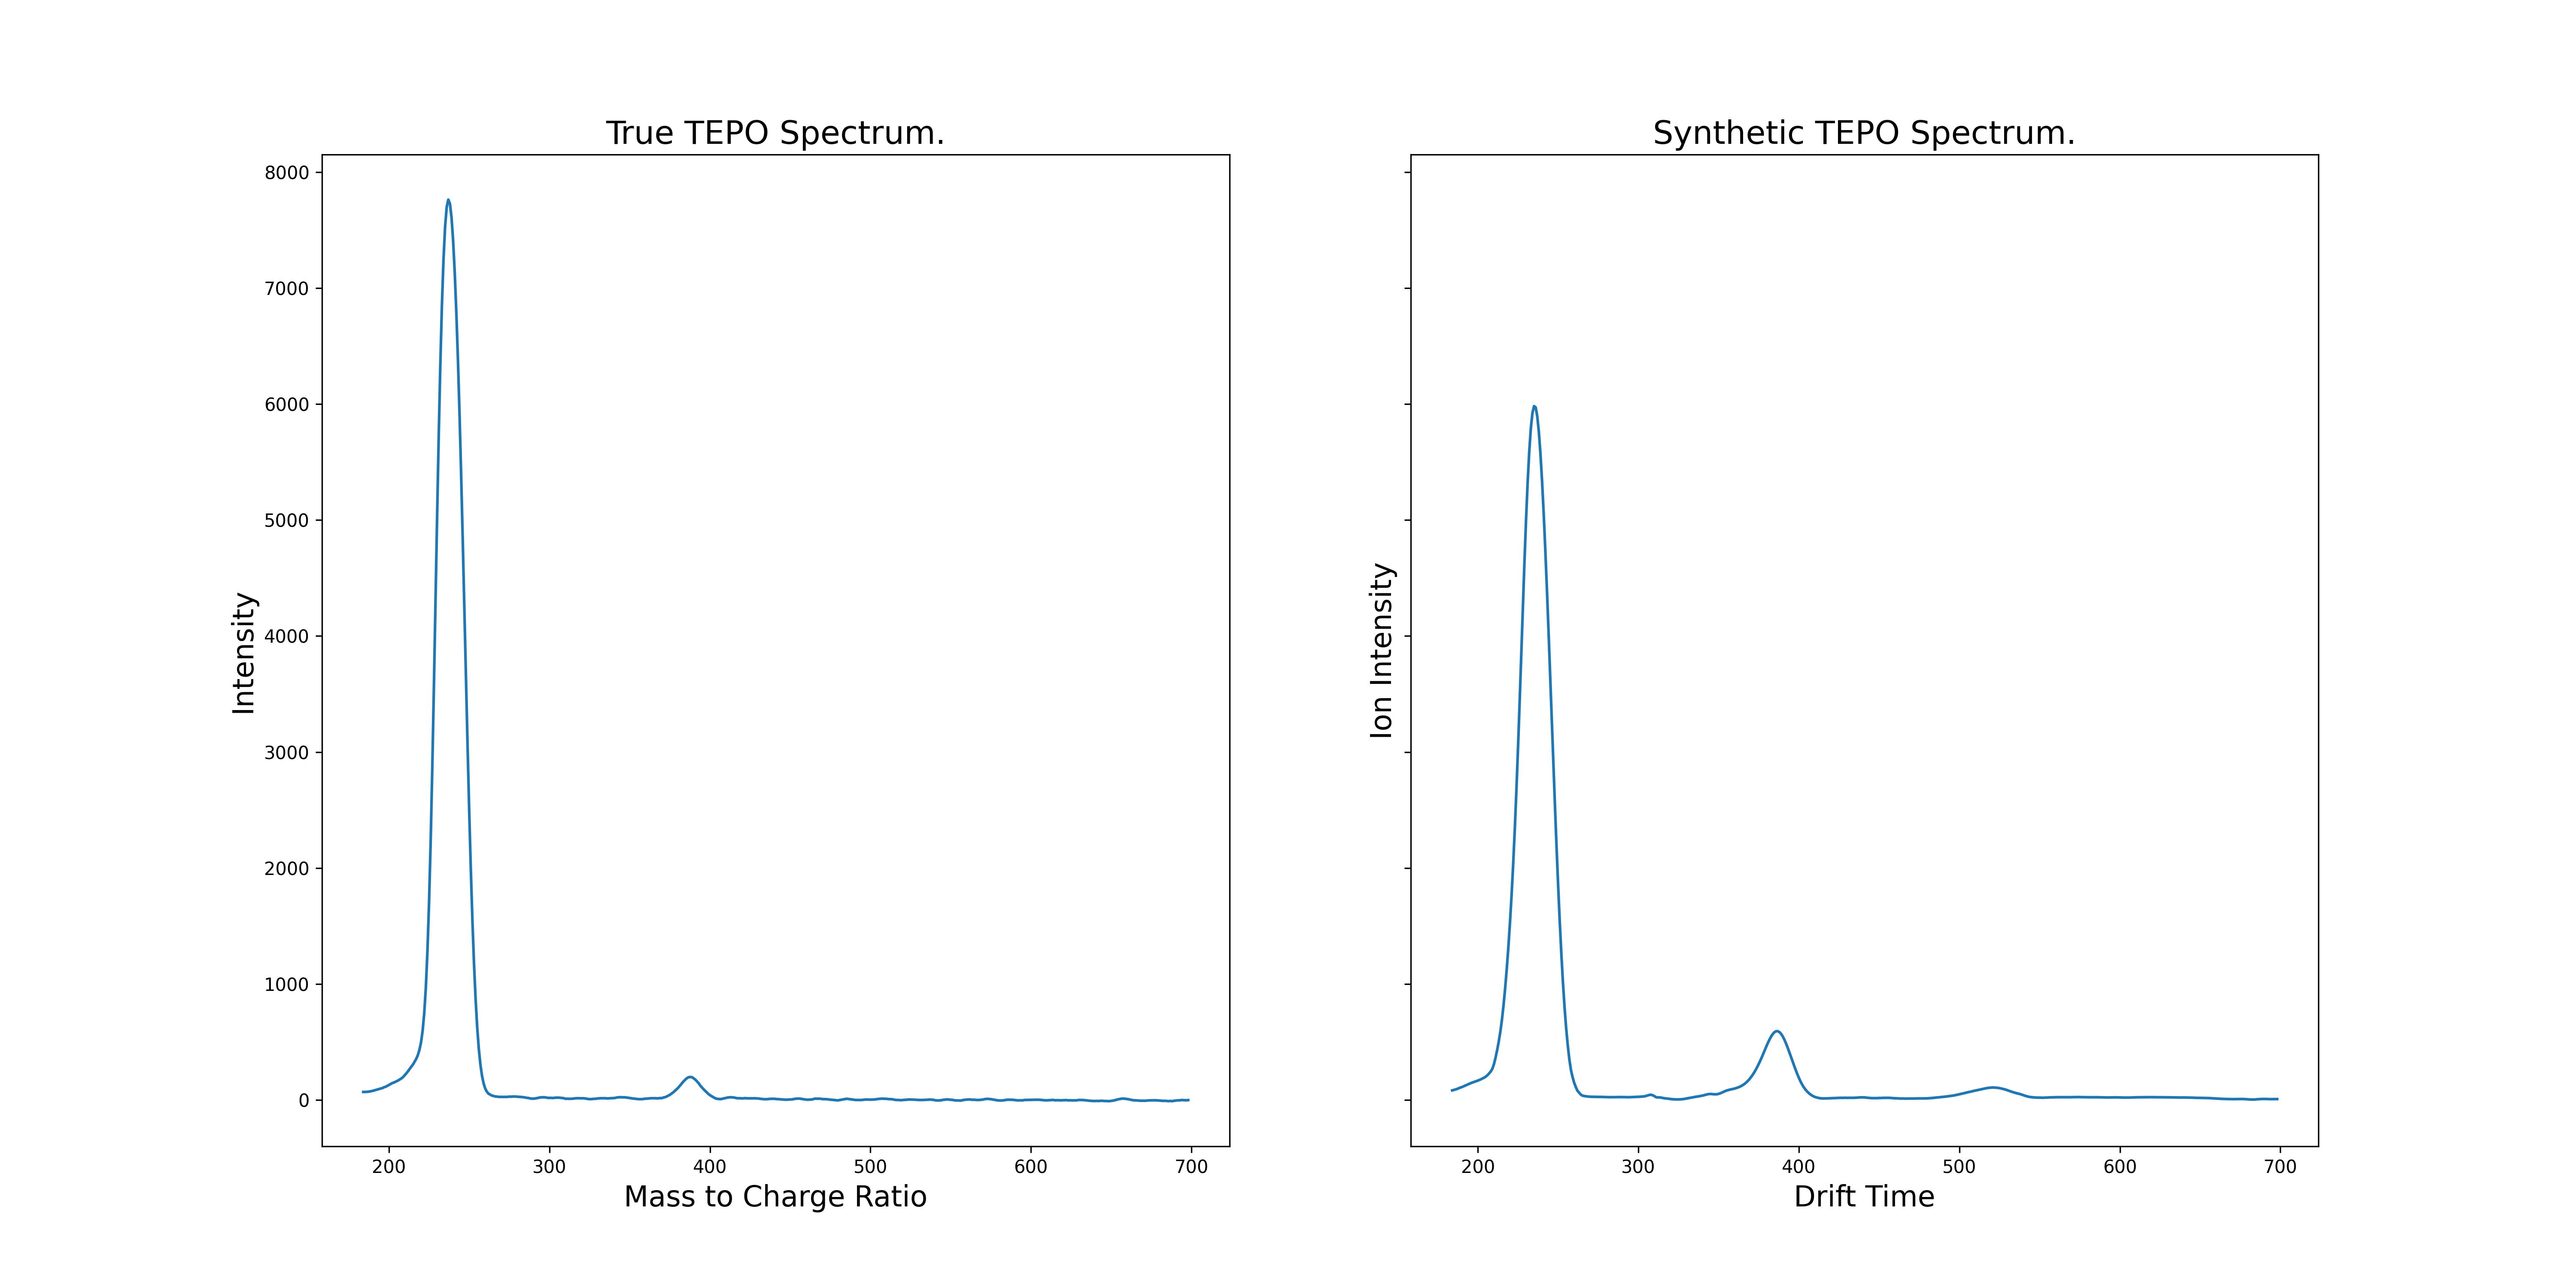 True TEPO Spectrum.
8000
7000
6000
5000
4000
3000
2000
1000
0
Intensity
200 300 400 500 600 700
Mass to Charge Ratio
Synthetic TEPO Spectrum.
Ion Intensity
200 300 400 500 600 700
Drift Time